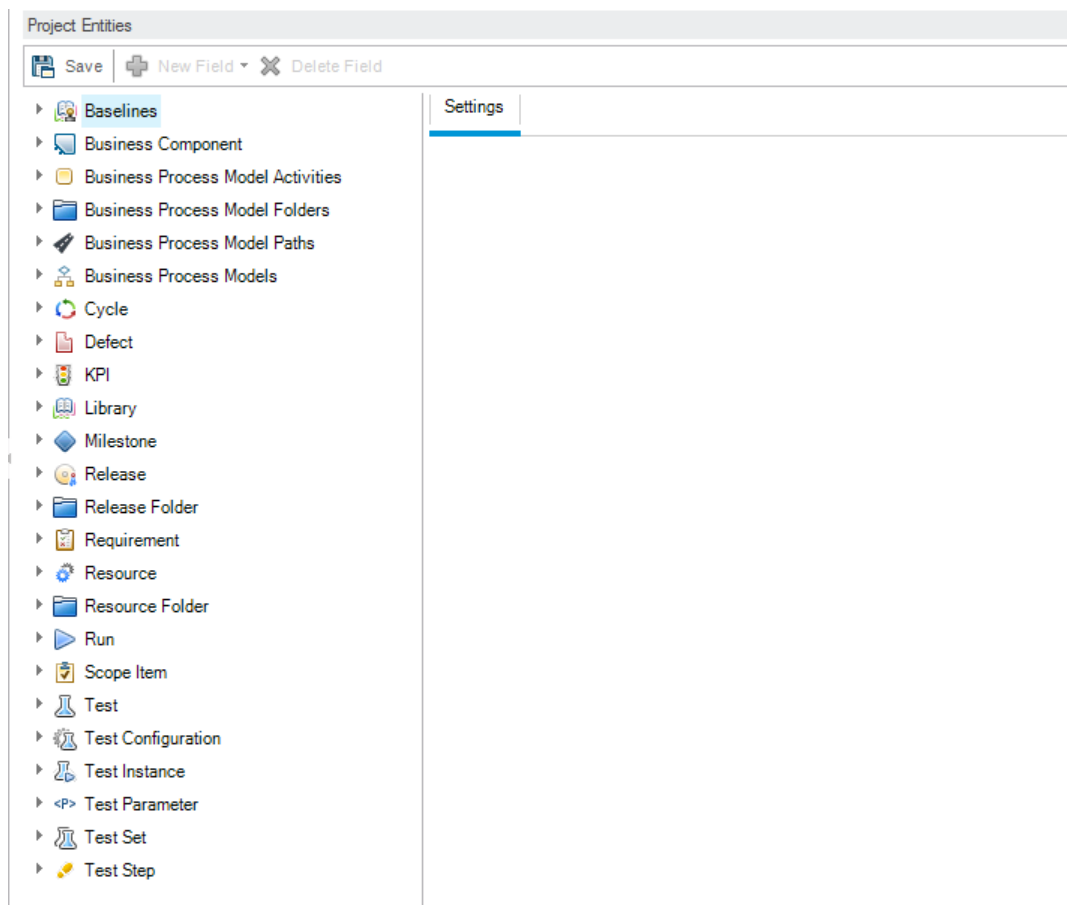 Project Entities
Save New Field Delete Field
Settings
Baselines
Business Component
Business Process Model Activities
Business Process Model Folders
Business Process Model Paths
Business Process Models
Cycle
Defect
KPI
Library
Milestone
Release
Release Folder
Requirement
Resource
Resource Folder
Run
Scope Item
Test
Test Configuration
Test Instance
<P> Test Parameter
Test Set
Test Step